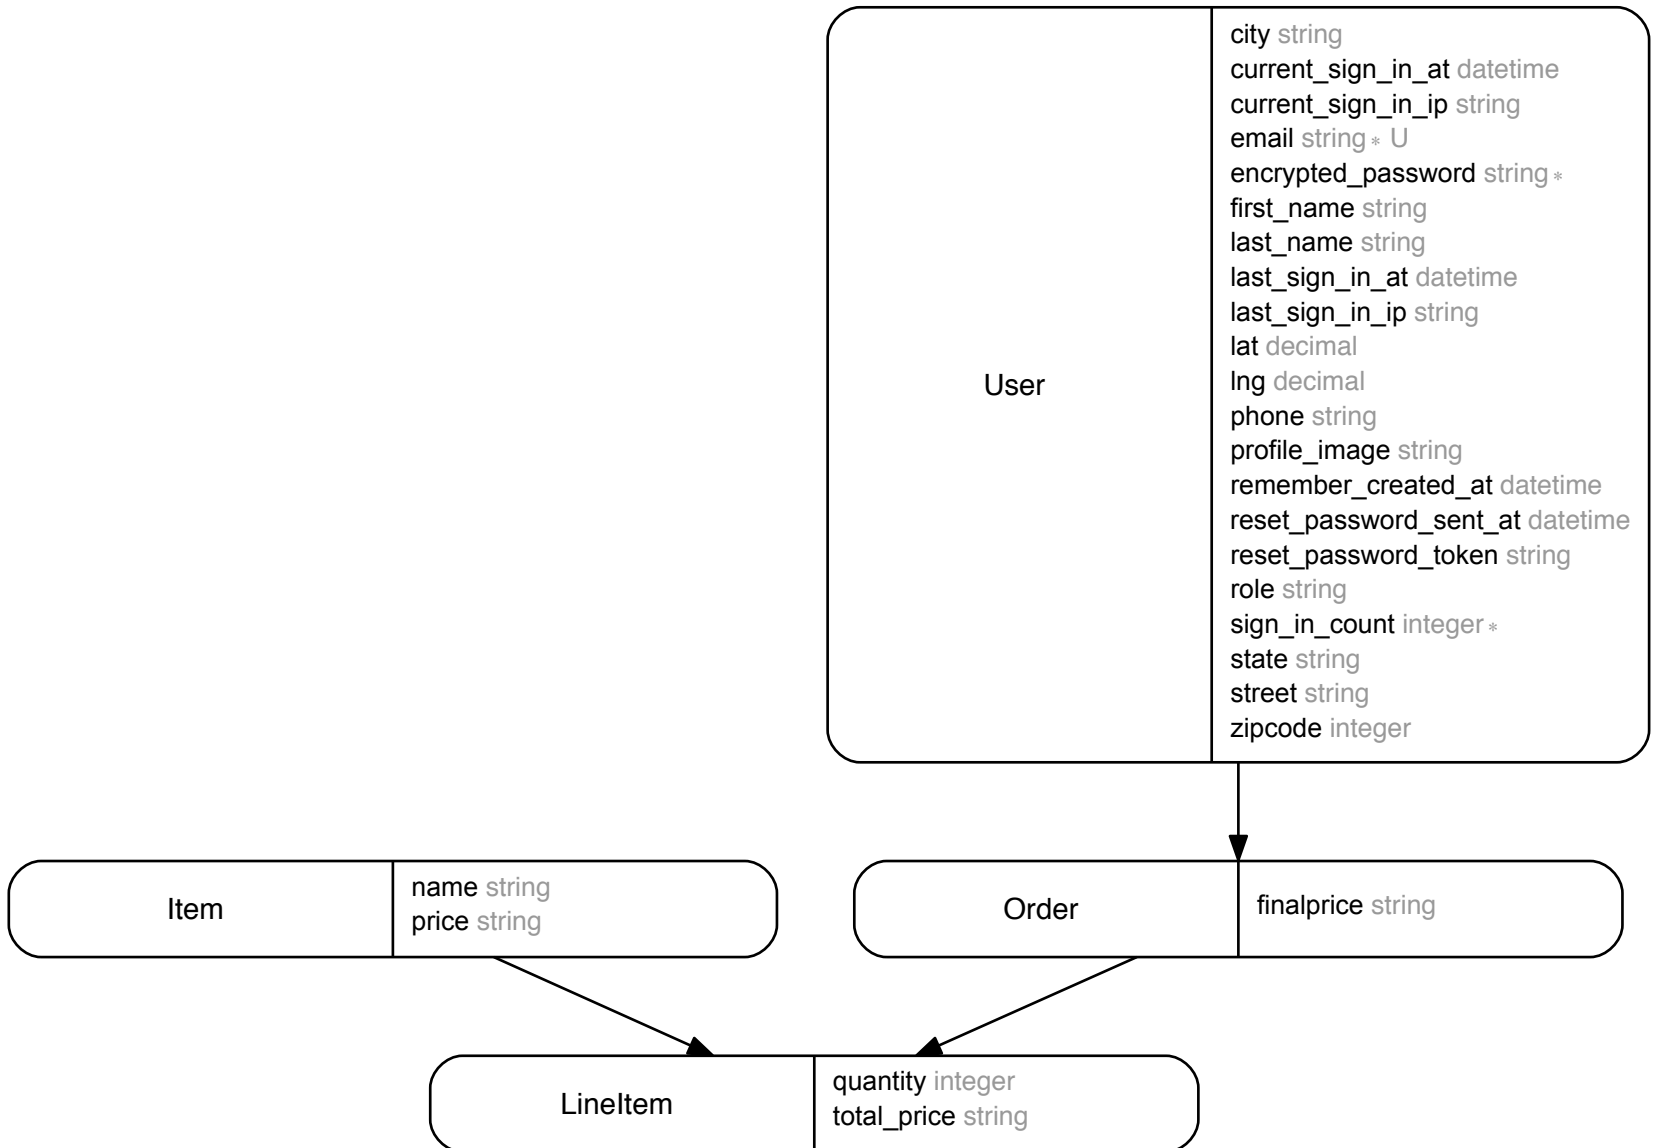 User
city string
current_sign_in_at datetime
current_sign_in_ip string
email string * U
encrypted_password string *
first_name string
last_name string
last_sign_in_at datetime
last_sign_in_ip string
lat decimal
lng decimal
phone string
profile_image string
remember_created_at datetime
reset_password_sent_at datetime
reset_password_token string
role string
sign_in_count integer *
state string
street string
zipcode integer
Item
name string
price string
Order
finalprice string
LineItem
quantity integer
total_price string